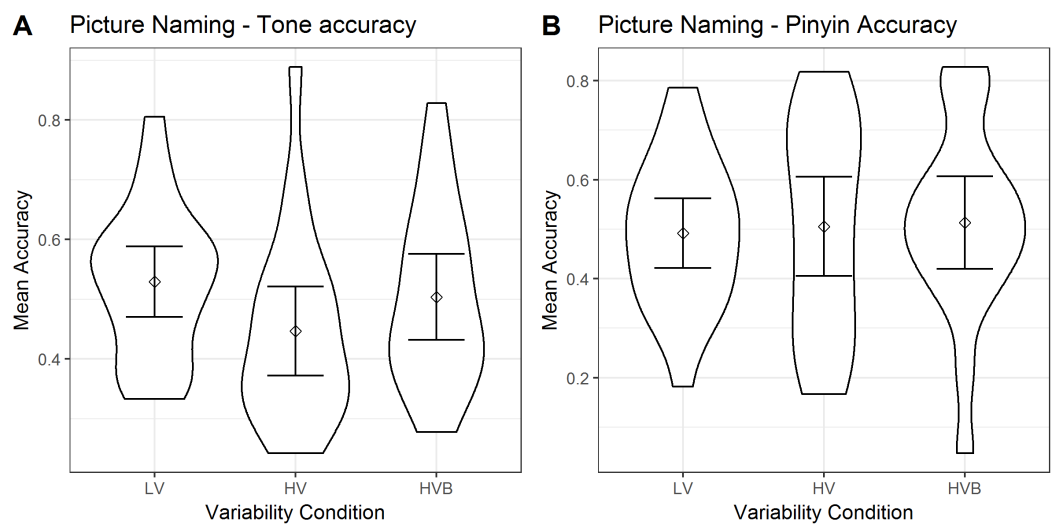 A Picture Naming - Tone accuracy
Mean Accuracy
0.8
0.6
0.4
LV HV HVB
Variability Condition
B Picture Naming - Pinyin Accuracy
Mean Accuracy
0.8
0.6
0.4
0.2
LV HV HVB
Variability Condition